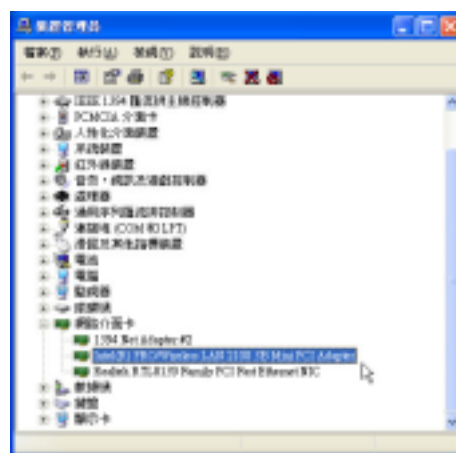 裝置管理員
檔案(F) 執行(A) 檢視(V) 說明(H)
IEEE 1394 匯流排主機控制器
PCMCIA 介面卡
人性化介面裝置
系統裝置
紅外線裝置
音效，視訊及遊戲控制器
處理器
通用序列匯流排控制器
連接埠 (COM 和 LPT)
滑鼠及其他指標裝置
電池
電腦
監視器
軟碟機
網路介面卡
1394 Net Adapter #2
Intel(R) PRO/Wireless LAN 2100 3B Mini PCI Adapter
Realtek RTL8139 Family PCI Fast Ethernet NIC
數據機
鍵盤
顯示卡